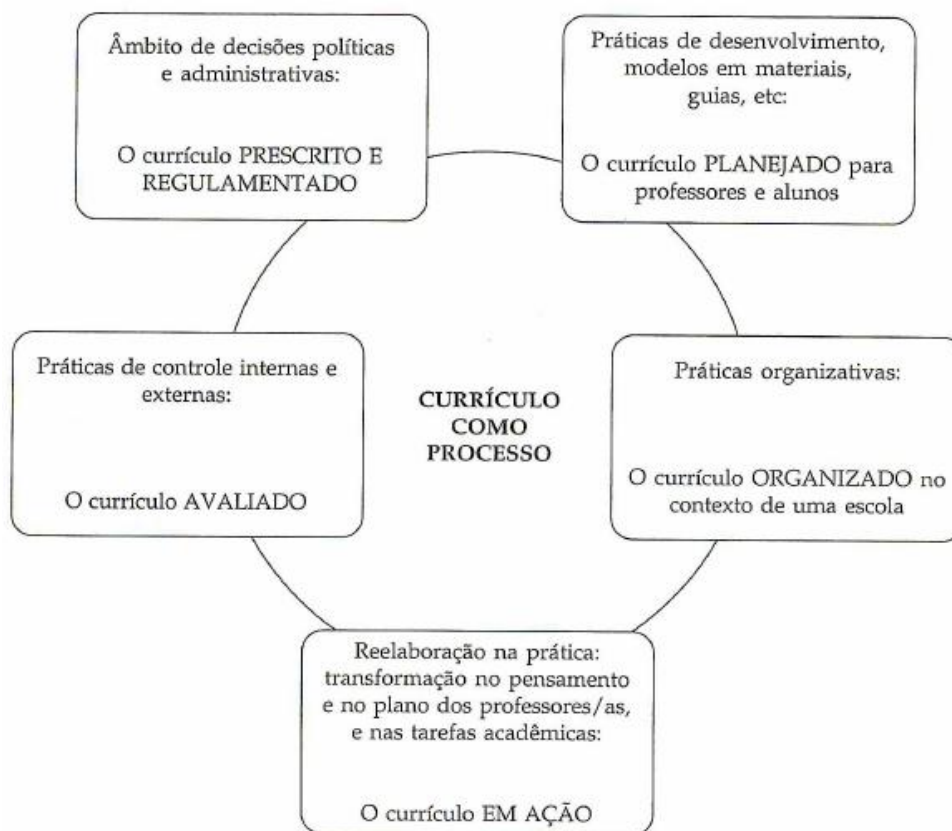 Âmbito de decisões políticas
e administrativas:
O currículo PRESCRITO E
REGULAMENTADO
Práticas de desenvolvimento,
modelos em materiais,
guias, etc:
O currículo PLANEJADO para
professores e alunos
Práticas de controle internas e
externas:
O currículo AVALIADO
CURRÍCULO
COMO
PROCESSO
Práticas organizativas:
O currículo ORGANIZADO no
contexto de uma escola
Reelaboração na prática:
transformação no pensamento
e no plano dos professores/as,
e nas tarefas acadêmicas:
O currículo EM AÇÃO